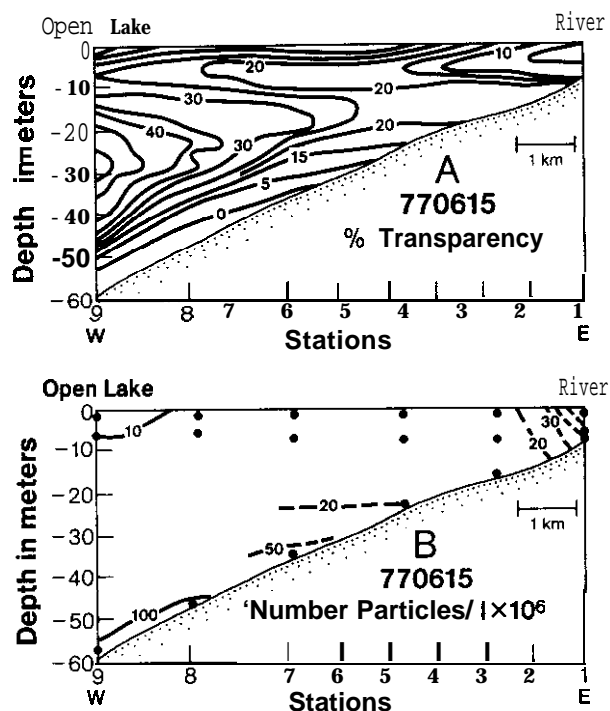 Open Lake River
0
-10
-20
-30
-40
-50
-60
Depth in meters
20
10
20
30
20
40
30
15
5
0
1 km
A
770615
% Transparency
9 8 7 6 5 4 3 2 1
W E
Stations
Open Lake River
0
-10
-20
-30
-40
-50
-60
Depth in meters
10
30
20
20
50
100
1 km
B
770615
'Number Particles/ l×10⁶
9 8 7 6 5 4 3 2 1
W E
Stations